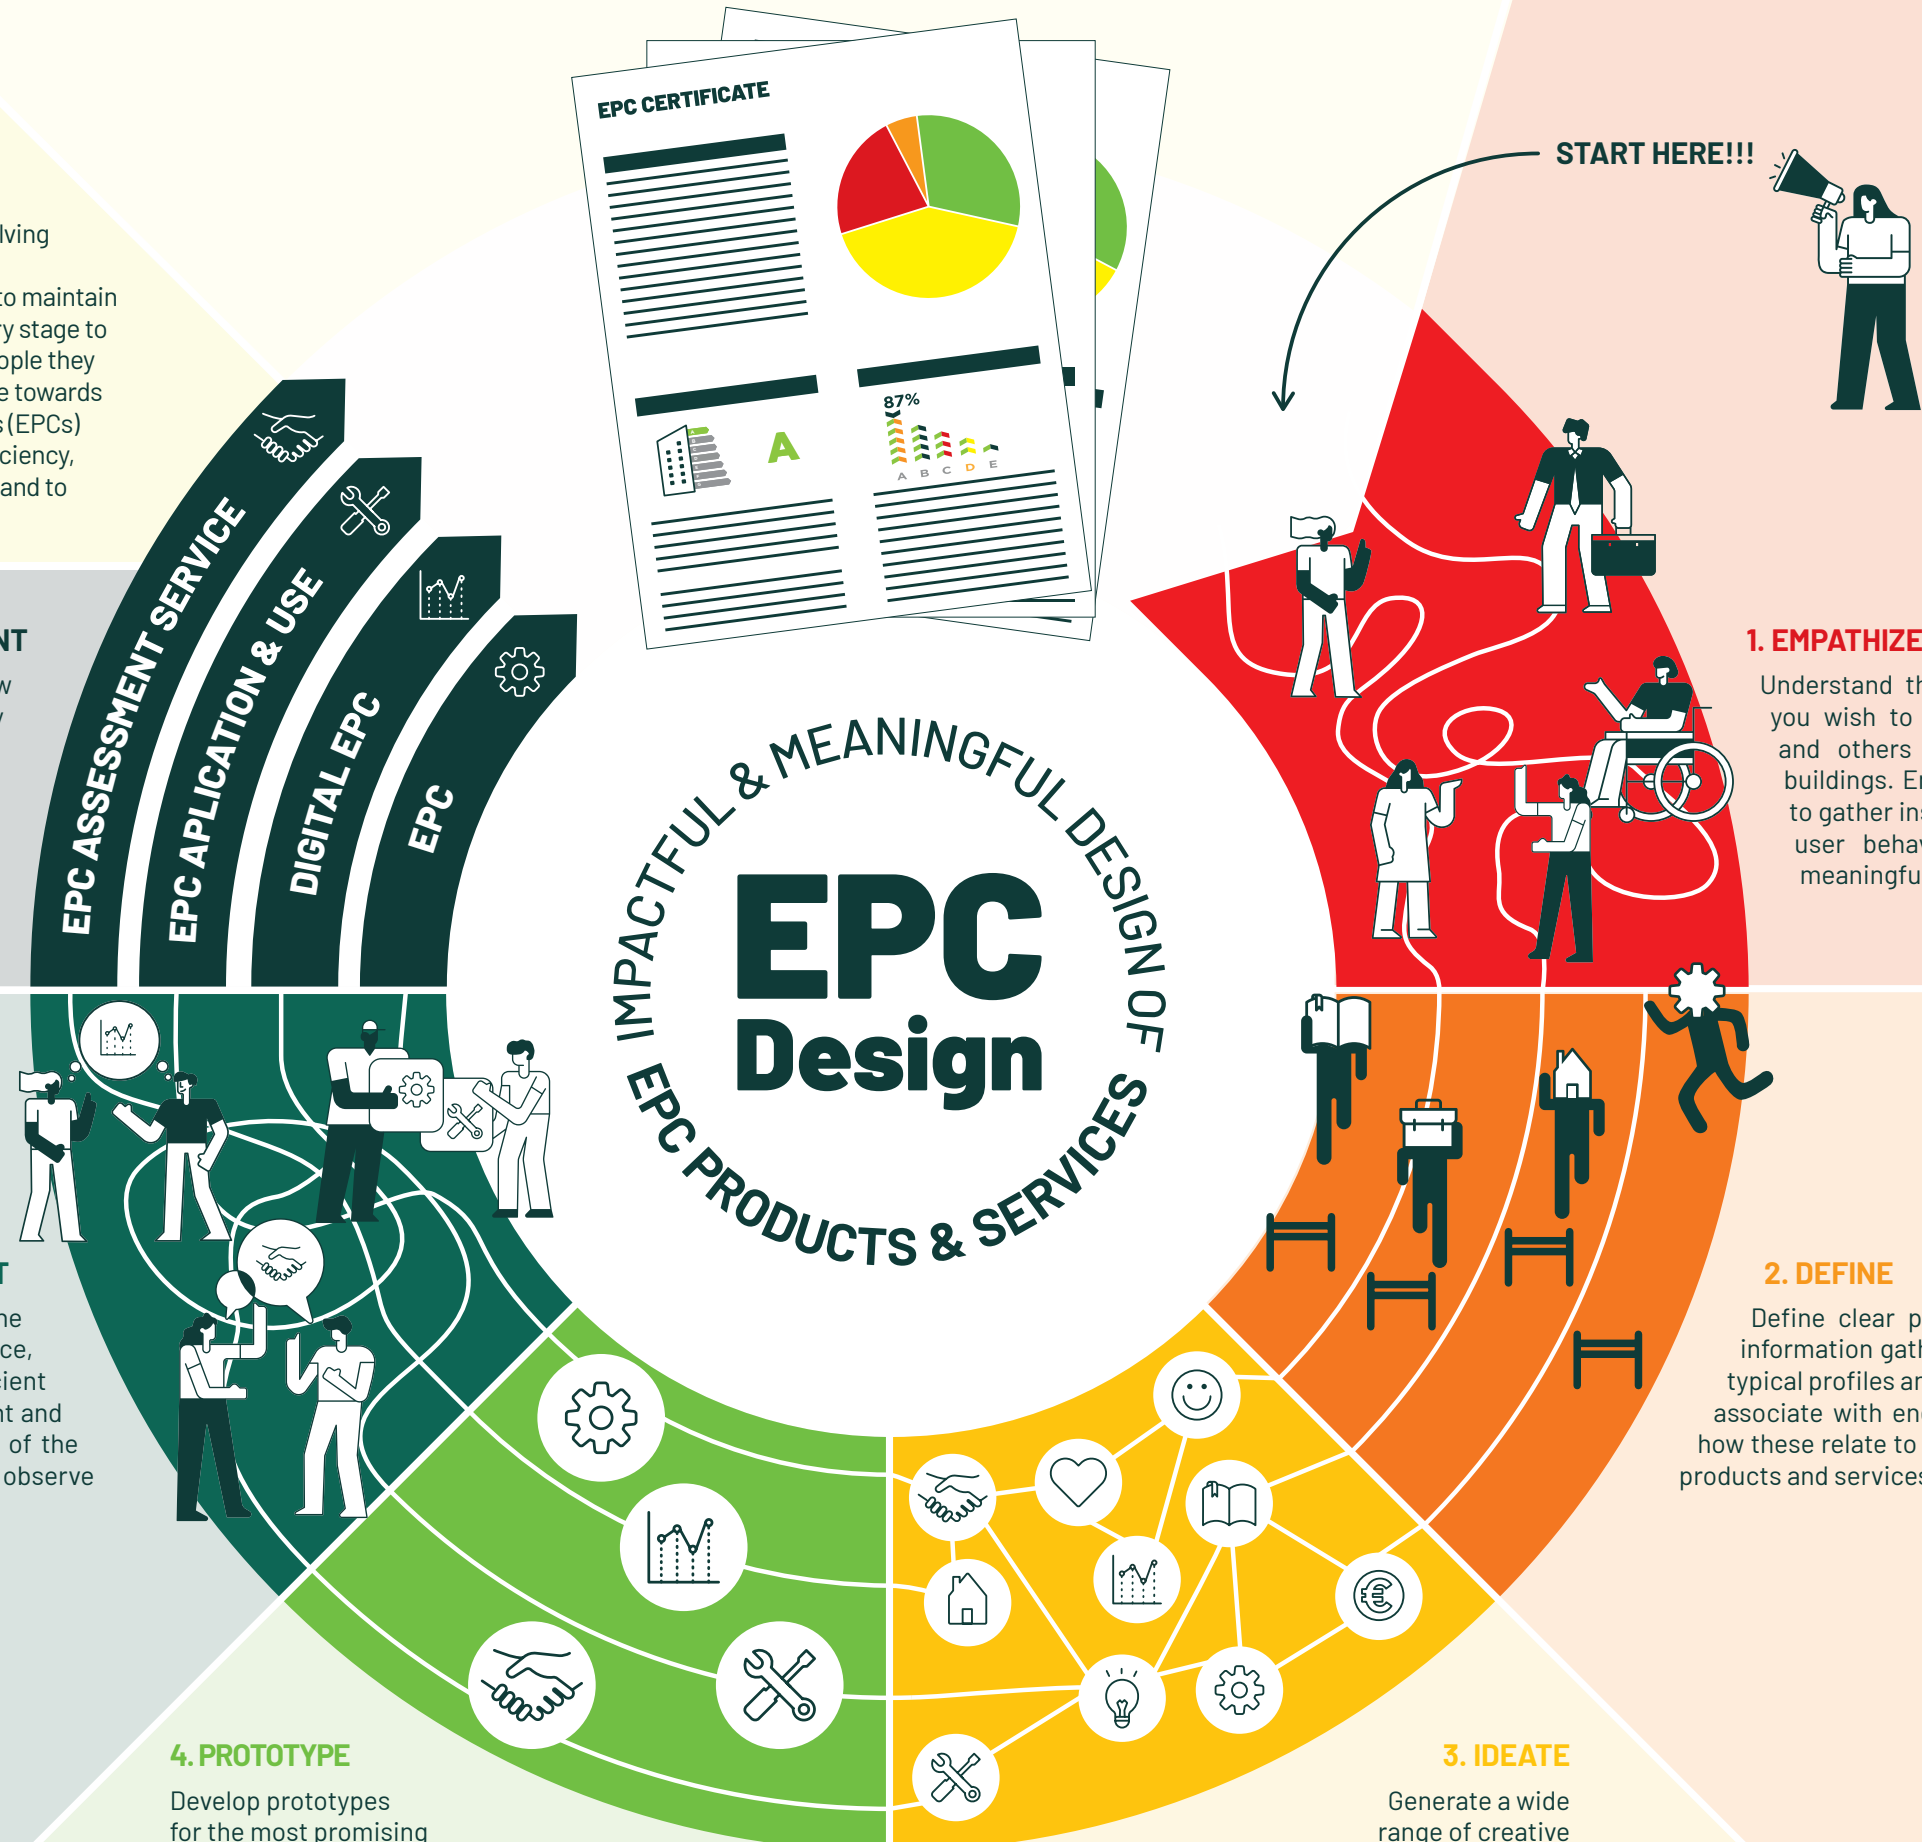 EPC CERTIFICATE
87%
A
A B C D E
START HERE!!!
lving
to maintain
ry stage to
ople they
e towards
s (EPCs)
ciency,
and to
EPC ASSESSMENT SERVICE
EPC APLICATION & USE
DIGITAL EPC
EPC
IMPACTFUL & MEANINGFUL DESIGN OF
EPC PRODUCTS & SERVICES
EPC
Design
1. EMPATHIZE
Understand th
you wish to
and others
buildings. En
to gather ins
user behav
meaningfu
2. DEFINE
Define clear p
information gath
typical profiles an
associate with end
how these relate to
products and services
3. IDEATE
Generate a wide
range of creative
4. PROTOTYPE
Develop prototypes
for the most promising
T
ne
ce,
cient
nt and
of the
observe
NT
w
y